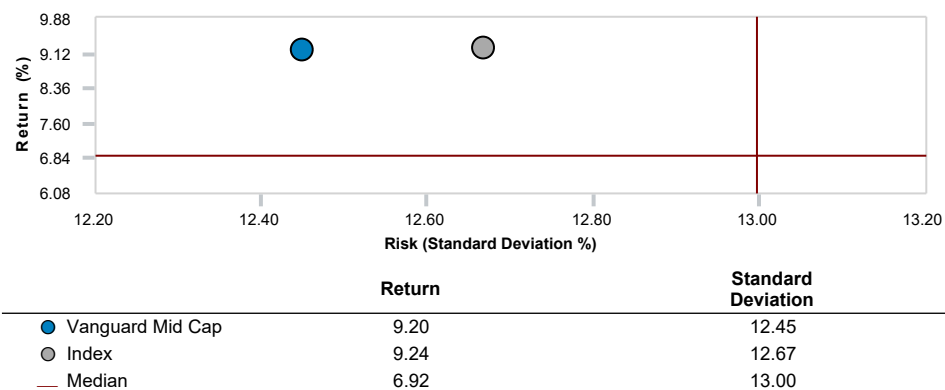 9.88
9.12
8.36
7.60
6.84
6.08
Return (%)
12.20 12.40 12.60 12.80 13.00 13.20
Risk (Standard Deviation %)
Return Standard Deviation
Vanguard Mid Cap 9.20 12.45
Index 9.24 12.67
Median 6.92 13.00